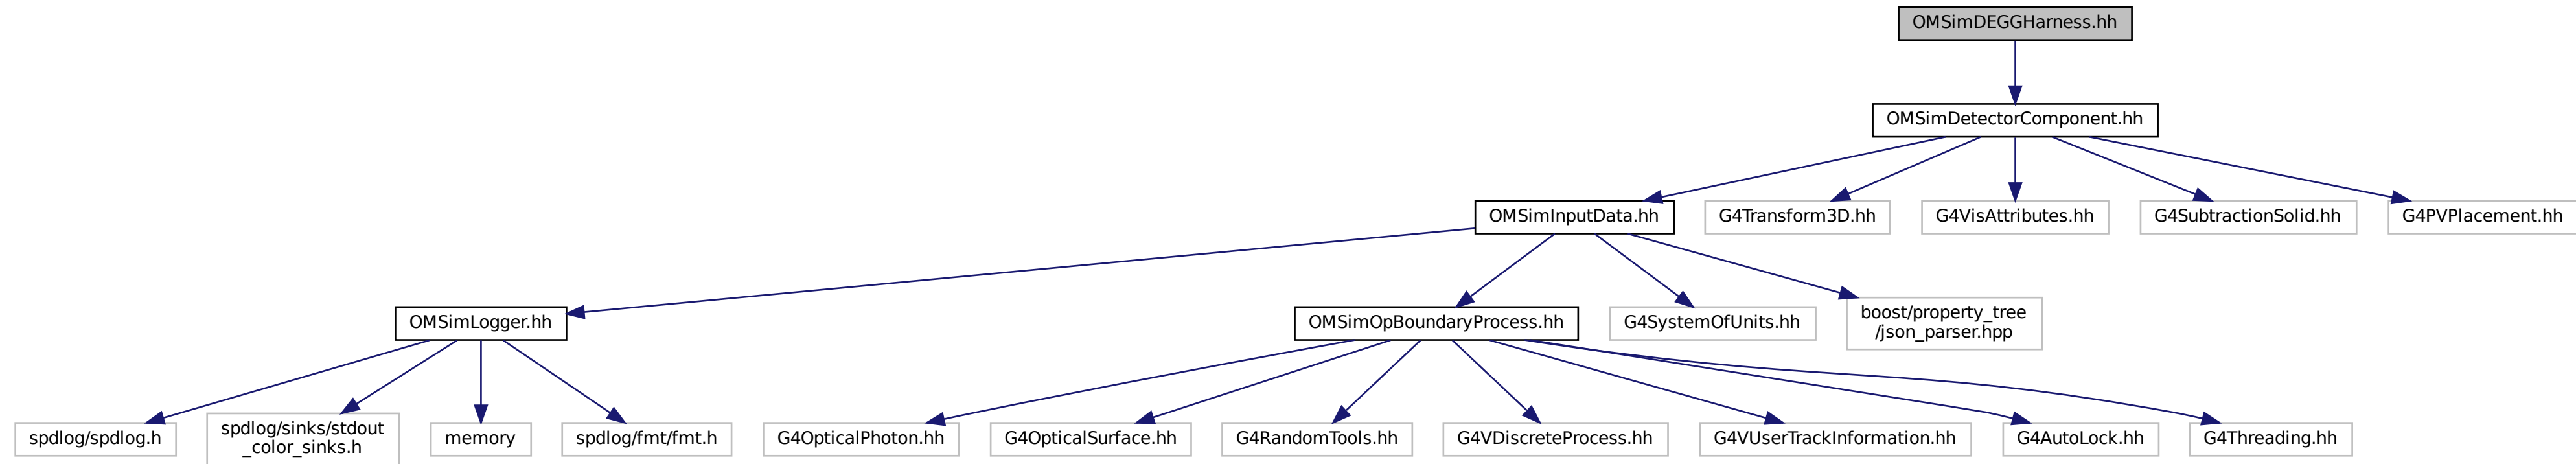 OMSimDEGGHarness.hh
OMSimDetectorComponent.hh
OMSimInputData.hh
G4Transform3D.hh
G4VisAttributes.hh
G4SubtractionSolid.hh
G4PVPlacement.hh
OMSimLogger.hh
OMSimOpBoundaryProcess.hh
G4SystemOfUnits.hh
boost/property_tree
/json_parser.hpp
spdlog/spdlog.h
spdlog/sinks/stdout
_color_sinks.h
memory
spdlog/fmt/fmt.h
G4OpticalPhoton.hh
G4OpticalSurface.hh
G4RandomTools.hh
G4VDiscreteProcess.hh
G4VUserTrackInformation.hh
G4AutoLock.hh
G4Threading.hh